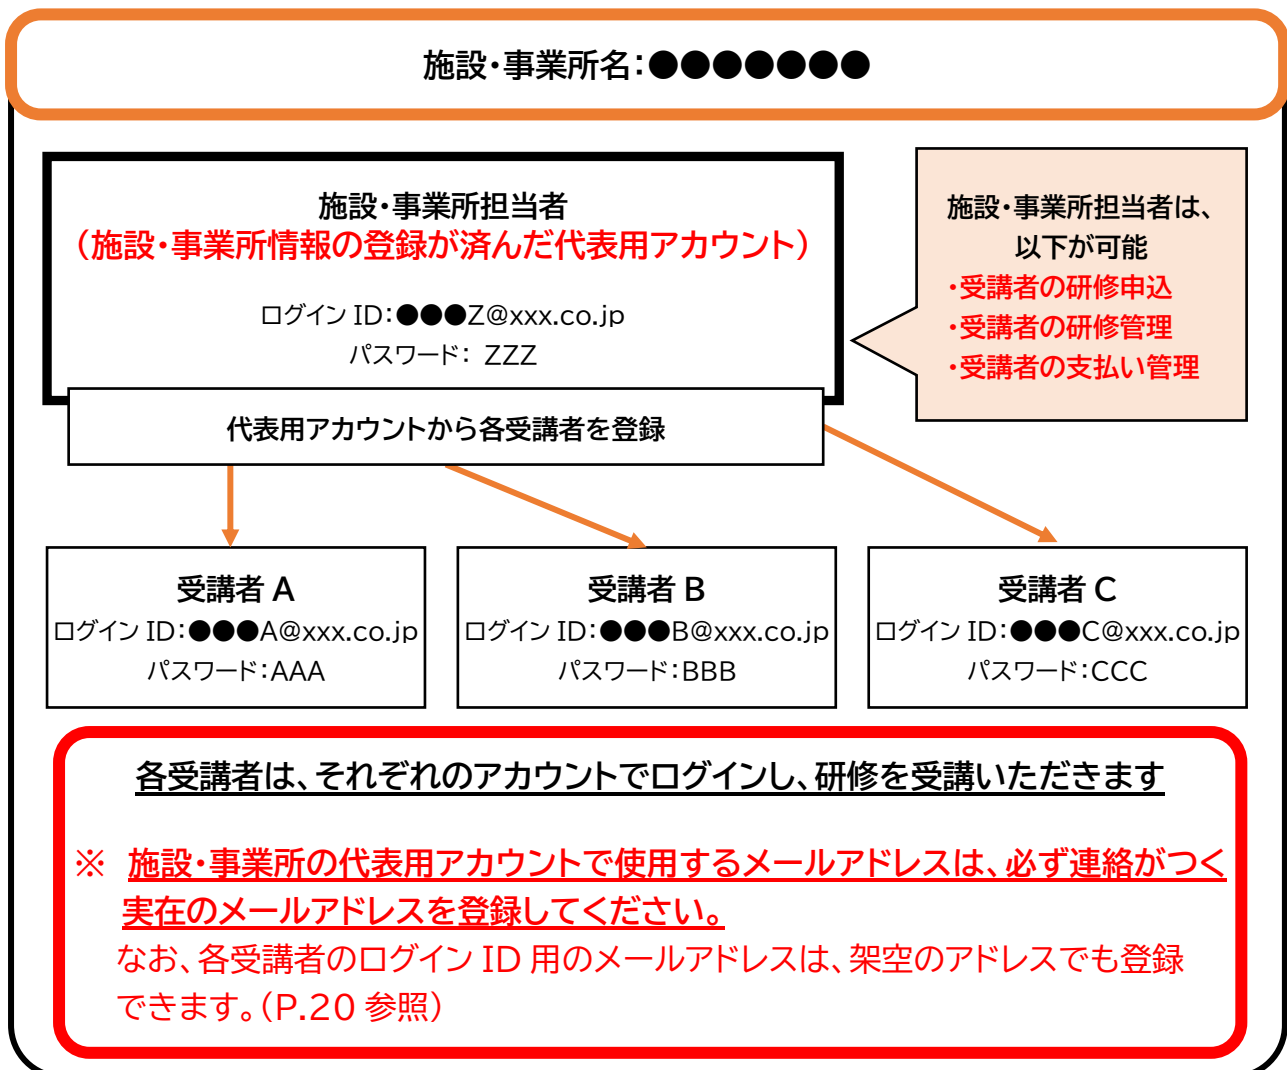 施設・事業所名：●●●●●●●
施設・事業所担当者
（施設・事業所情報の登録が済んだ代表用アカウント）
ログイン ID：●●●Z@xxx.co.jp
パスワード： ZZZ
施設・事業所担当者は、
以下が可能
・受講者の研修申込
・受講者の研修管理
・受講者の支払い管理
代表用アカウントから各受講者を登録
受講者 A
ログイン ID：●●●A@xxx.co.jp
パスワード：AAA
受講者 B
ログイン ID：●●●B@xxx.co.jp
パスワード：BBB
受講者 C
ログイン ID：●●●C@xxx.co.jp
パスワード：CCC
各受講者は、それぞれのアカウントでログインし、研修を受講いただきます
※ 施設・事業所の代表用アカウントで使用するメールアドレスは、必ず連絡がつく
実在のメールアドレスを登録してください。
なお、各受講者のログイン ID 用のメールアドレスは、架空のアドレスでも登録
できます。（P.20 参照）